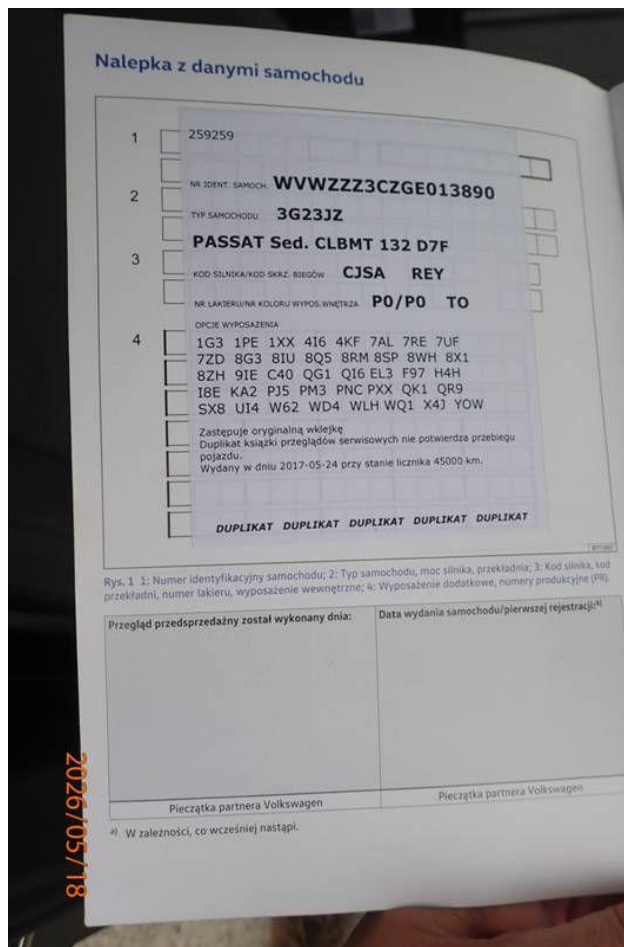 Nalepka z danymi samochodu
1
259259
NR IDENT. SAMOCH. WVWZZZ3CZGE013890
2
TYP SAMOCHODU 3G23JZ
PASSAT Sed. CLBMT 132 D7F
3
KOD SILNIKA/KOD SKRZ. BIEGÓW CJSA REY
NR LAKIERU/NR KOLORU WYPOS.WNĘTRZA P0/P0 TO
OPCJE WYPOSAŻENIA
4
1G3 1PE 1XX 4I6 4KF 7AL 7RE 7UF
7ZD 8G3 8IU 8Q5 8RM 8SP 8WH 8X1
8ZH 9IE C40 QG1 QI6 EL3 F97 H4H
I8E KA2 PJ5 PM3 PNC PXX QK1 QR9
SX8 UI4 W62 WD4 WLH WQ1 X4J YOW
Zastępuje oryginalną wklejkę
Duplikat książki przeglądów serwisowych nie potwierdza przebiegu
pojazdu.
Wydany w dniu 2017-05-24 przy stanie licznika 45000 km.
DUPLIKAT DUPLIKAT DUPLIKAT DUPLIKAT DUPLIKAT
Rys. 1 1: Numer identyfikacyjny samochodu; 2: Typ samochodu, moc silnika, przekładnia; 3: Kod silnika, kod
przekładni, numer lakieru, wyposażenie wewnętrzne; 4: Wyposażenie dodatkowe, numery produkcyjne (PR).
Przegląd przedsprzedażny został wykonany dnia:
Data wydania samochodu/pierwszej rejestracji:a)
Pieczątka partnera Volkswagen
Pieczątka partnera Volkswagen
a) W zależności, co wcześniej nastąpi.
2026/05/18